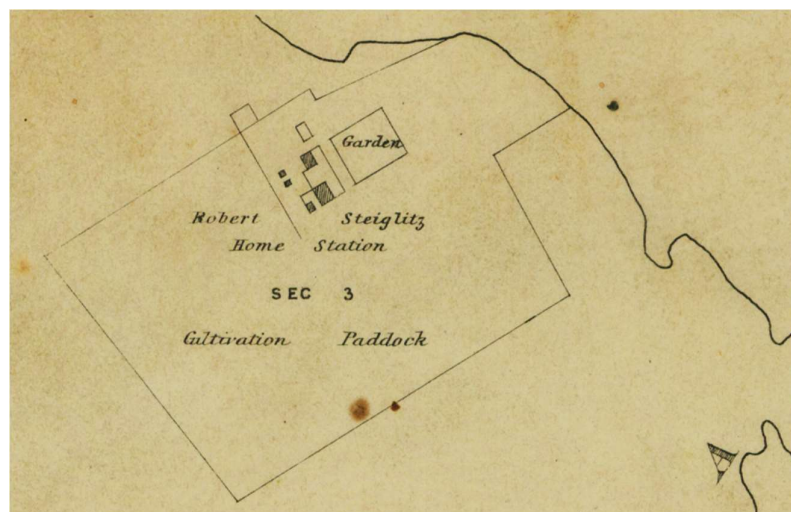 Garden
Robert Steiglitz
Home Station
SEC 3
Cultivation Paddock